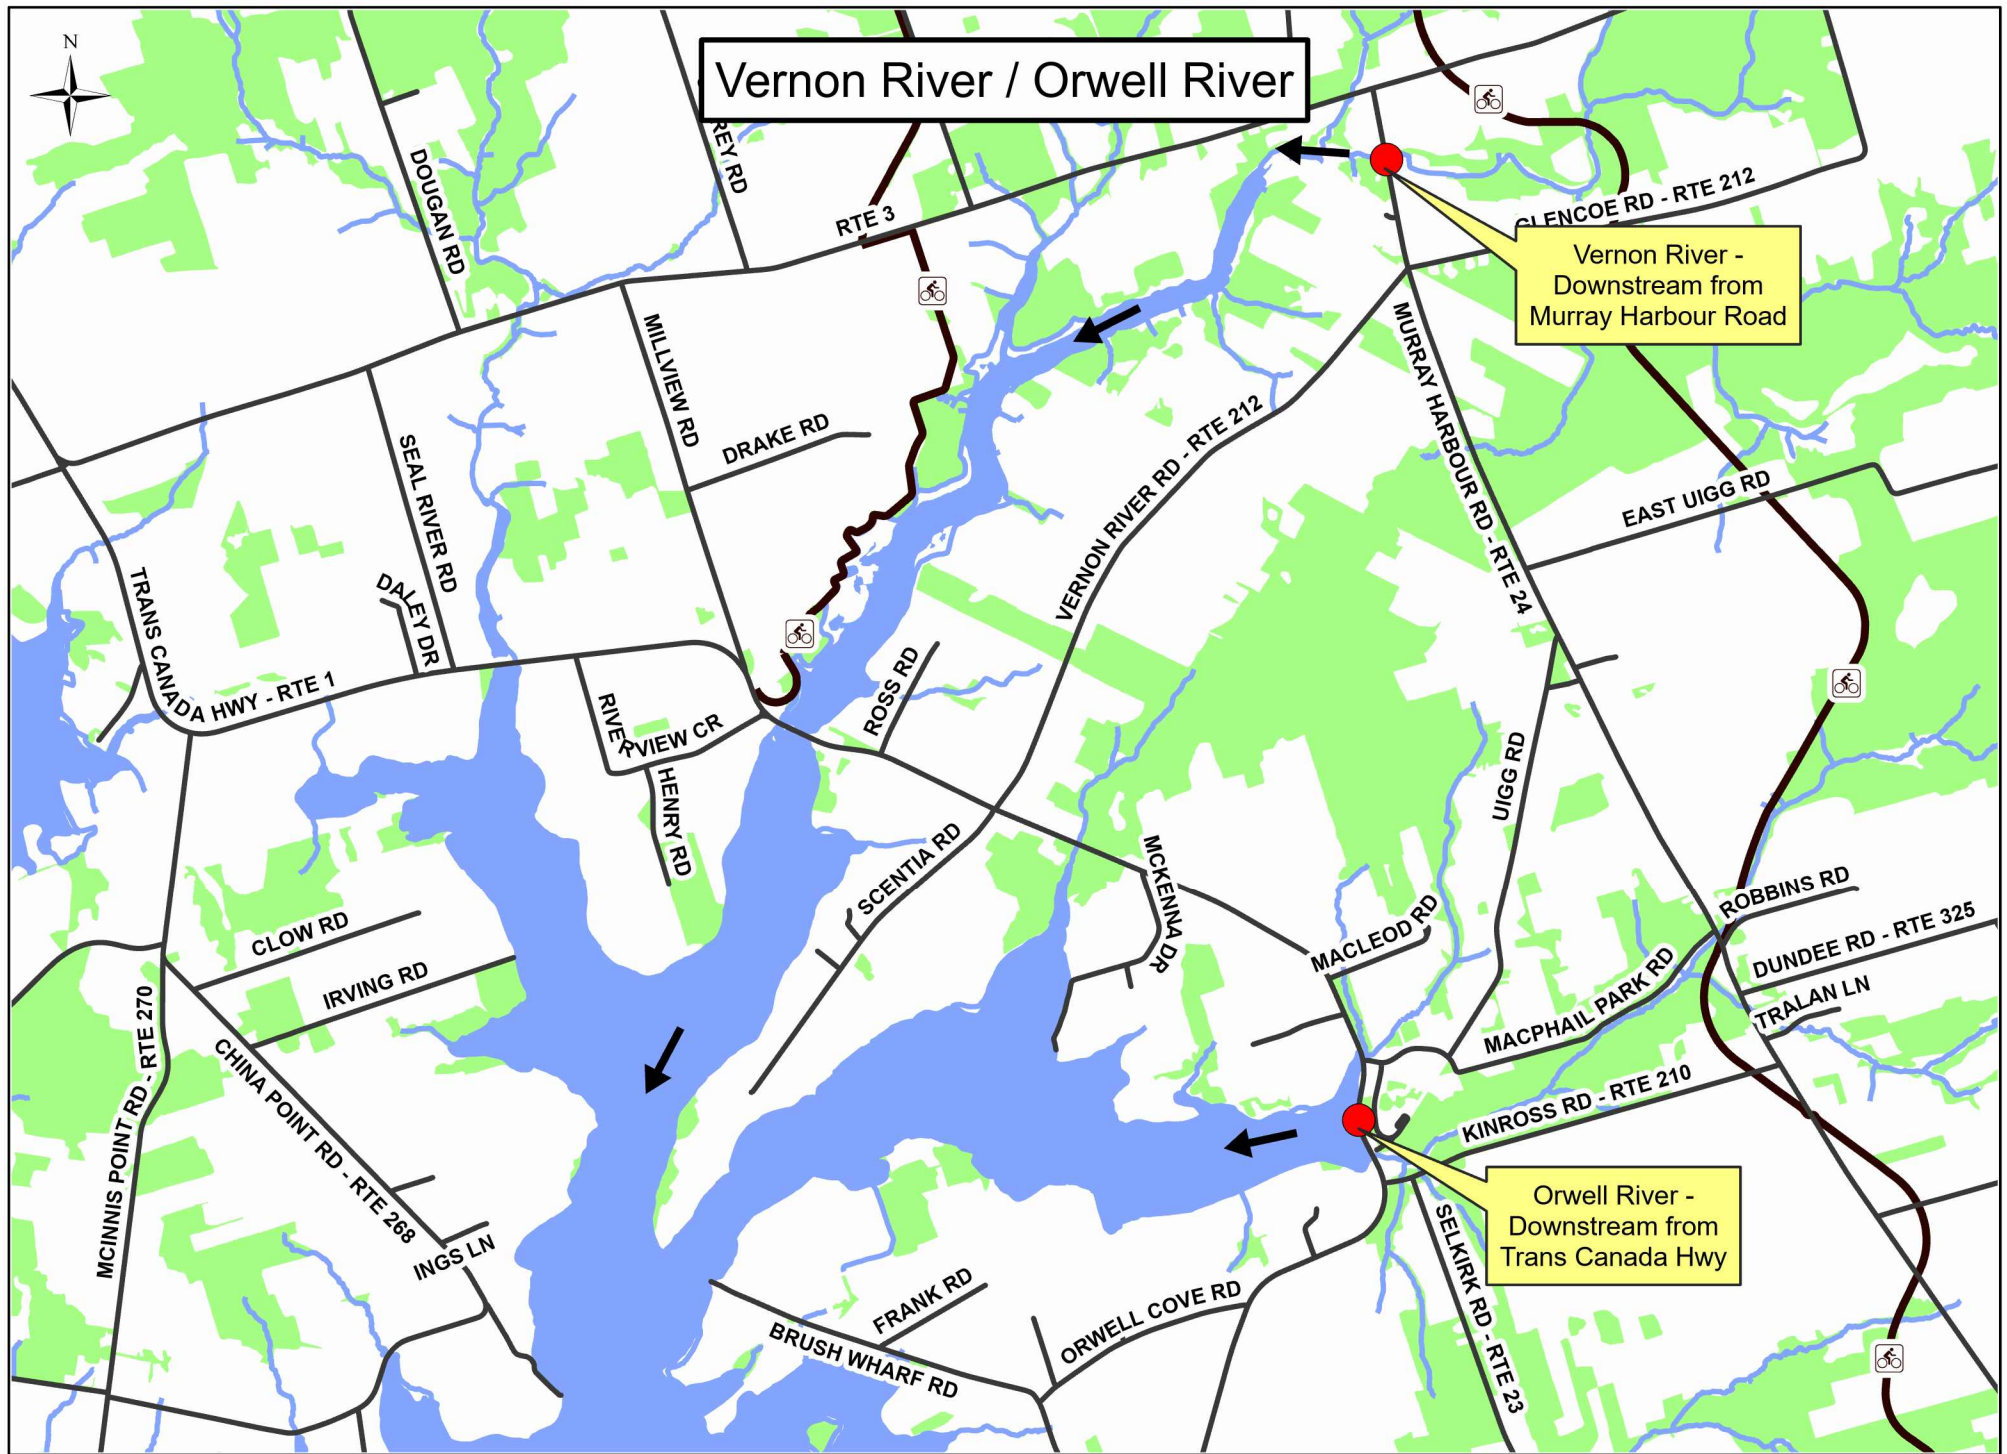 N
Vernon River / Orwell River
DOUGAN RD
REY RD
RTE 3
GLENCOE RD - RTE 212
Vernon River -
Downstream from
Murray Harbour Road
MILLVIEW RD
MURRAY HARBOUR RD - RTE 24
DRAKE RD
SEAL RIVER RD
VERNON RIVER RD - RTE 212
EAST UIGG RD
TRANS CANADA HWY - RTE 1
DALEY DR
ROSS RD
RIVERVIEW CR
HENRY RD
UIGG RD
SCENTIA RD
MCKENNA DR
ROBBINS RD
MACLEOD RD
CLOW RD
DUNDEE RD - RTE 325
IRVING RD
MACPHAIL PARK RD
TRALAN LN
MCINNIS POINT RD - RTE 270
CHINA POINT RD - RTE 268
KINROSS RD - RTE 210
Orwell River -
Downstream from
Trans Canada Hwy
INGS LN
SELKIRK RD - RTE 23
FRANK RD
ORWELL COVE RD
BRUSH WHARF RD